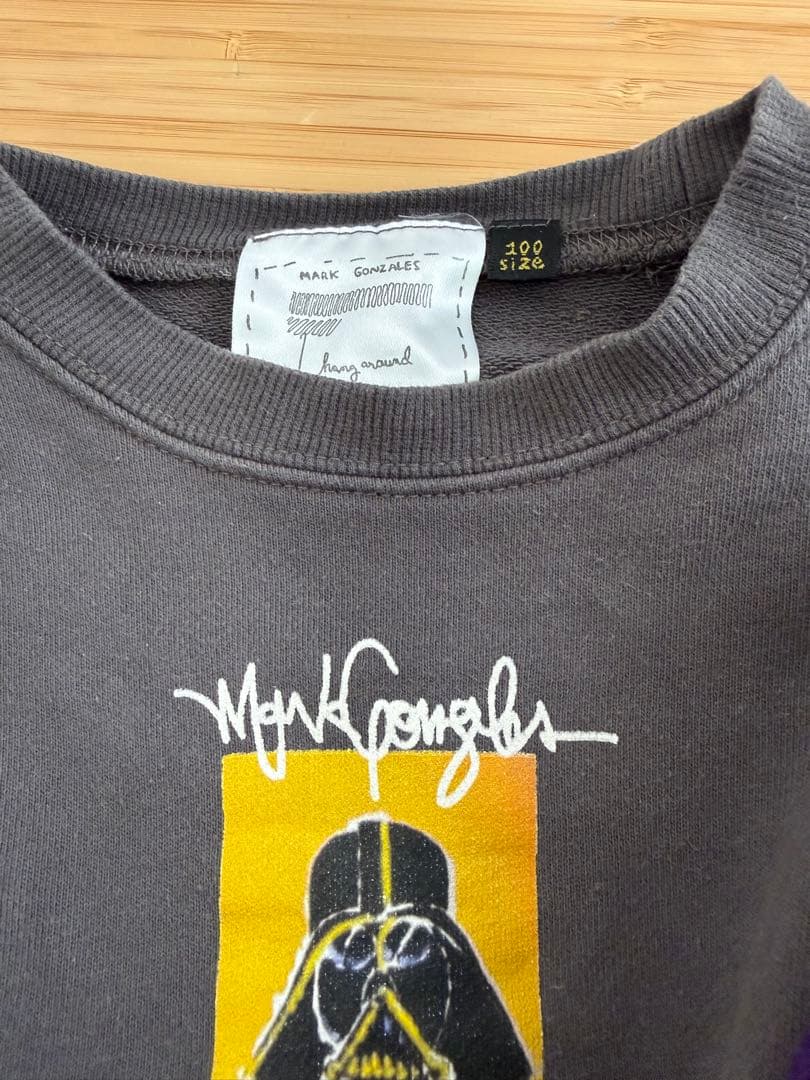 MARK GONZALES
hang around
100
size
Mark Gonzales